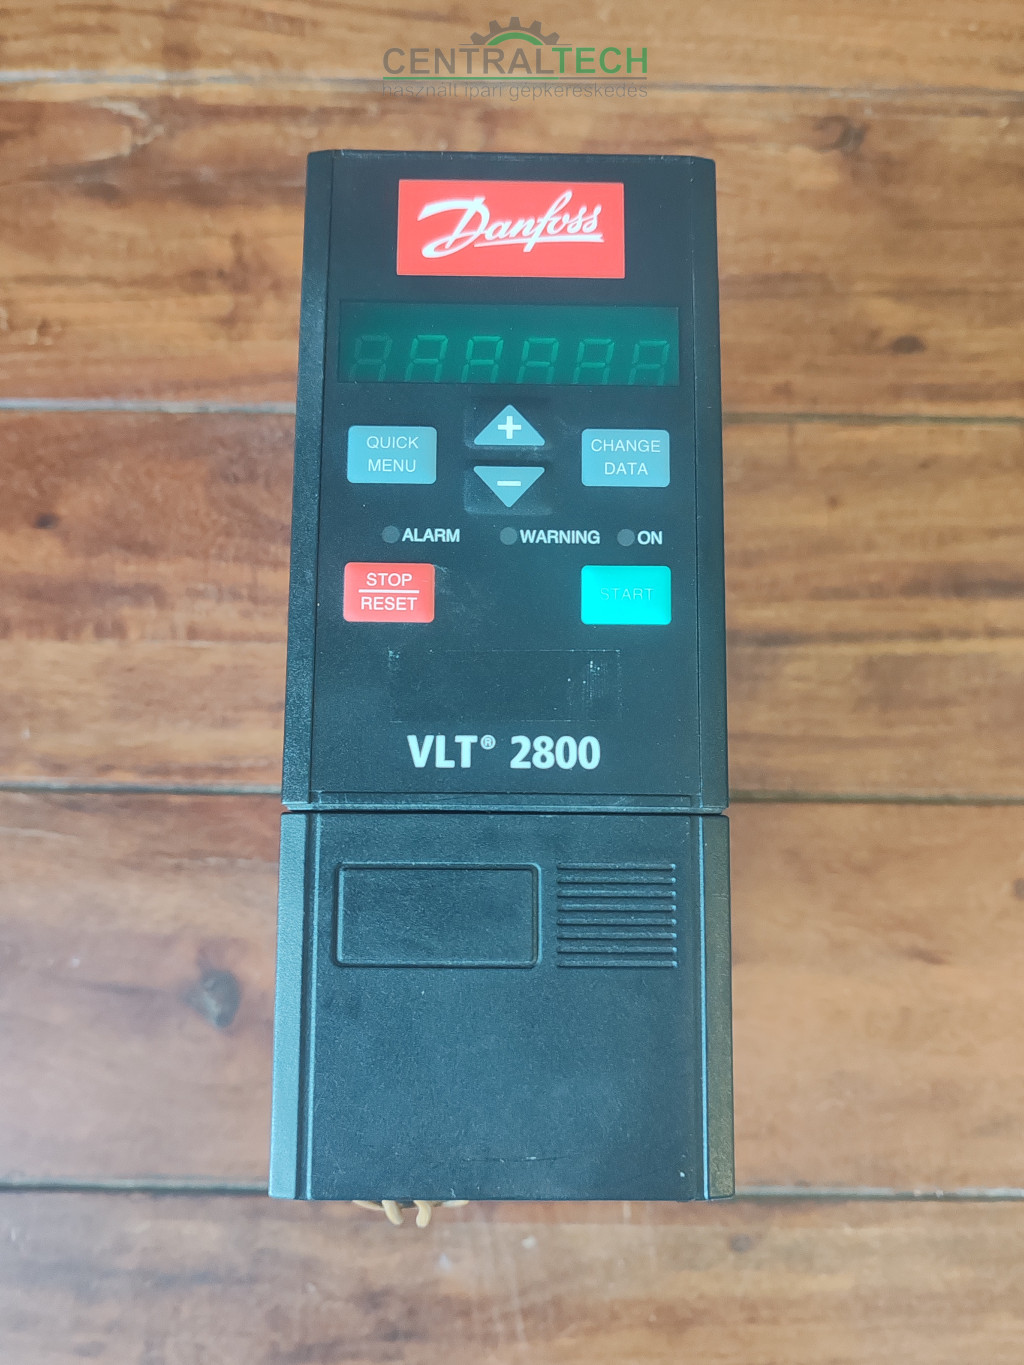 CENTRALTECH
használt ipari gépkereskedés
Danfoss
QUICK
MENU
+
CHANGE
DATA
-
ALARM
WARNING
ON
STOP
RESET
START
VLT® 2800